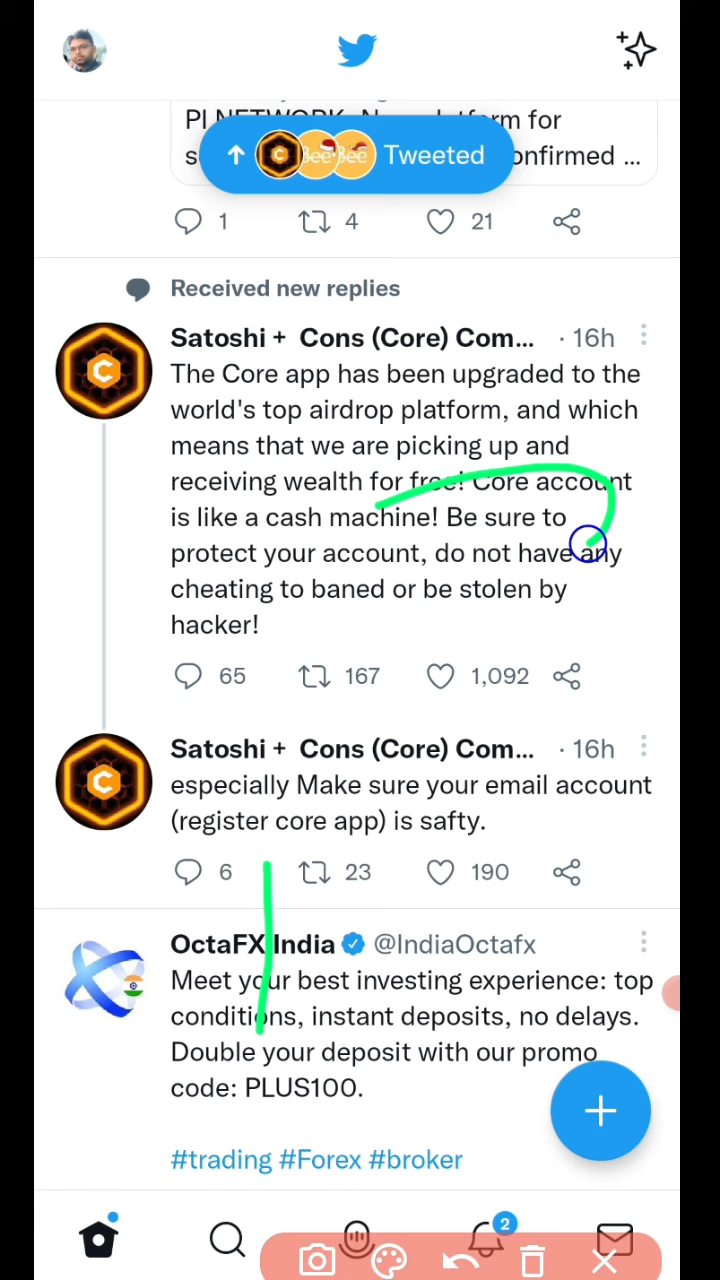 PI NETWORK
for
confirmed ...
Tweeted
1 4 21
Received new replies
Satoshi + Cons (Core) Com... · 16h
The Core app has been upgraded to the
world's top airdrop platform, and which
means that we are picking up and
receiving wealth for free! Core account
is like a cash machine! Be sure to
protect your account, do not have any
cheating to baned or be stolen by
hacker!
65 167 1,092
Satoshi + Cons (Core) Com... · 16h
especially Make sure your email account
(register core app) is safty.
6 23 190
OctaFX India @IndiaOctafx
Meet your best investing experience: top
conditions, instant deposits, no delays.
Double your deposit with our promo
code: PLUS100.
#trading #Forex #broker
2